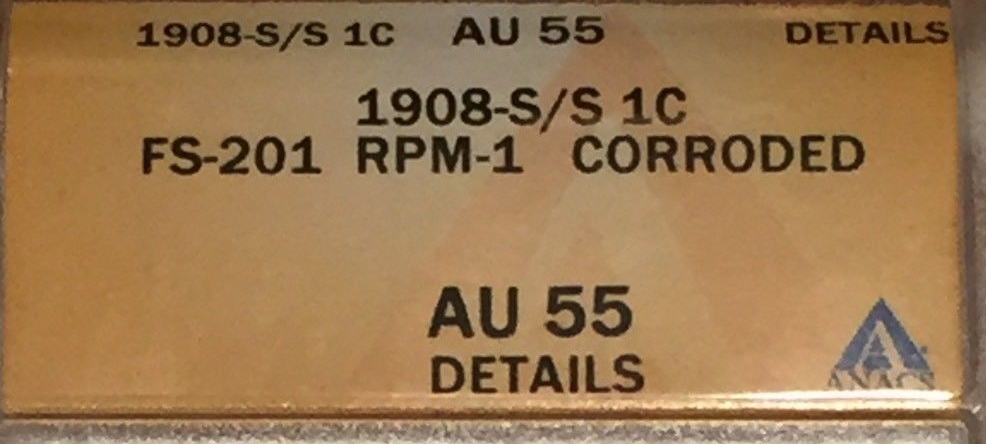 1908-S/S 1C AU 55 DETAILS
1908-S/S 1C
FS-201 RPM-1 CORRODED
AU 55
DETAILS
ANACS